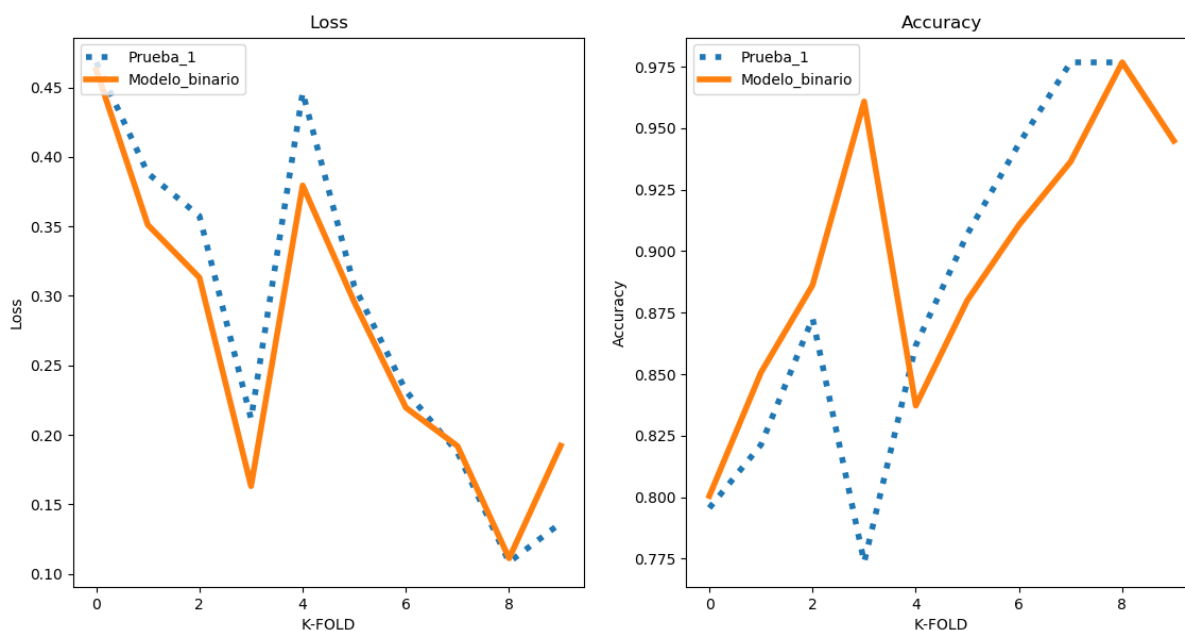 Loss
Prueba_1
Modelo_binario
0.45
0.40
0.35
0.30
0.25
0.20
0.15
0.10
Loss
0 2 4 6 8
K-FOLD
Accuracy
Prueba_1
Modelo_binario
0.975
0.950
0.925
0.900
0.875
0.850
0.825
0.800
0.775
Accuracy
0 2 4 6 8
K-FOLD